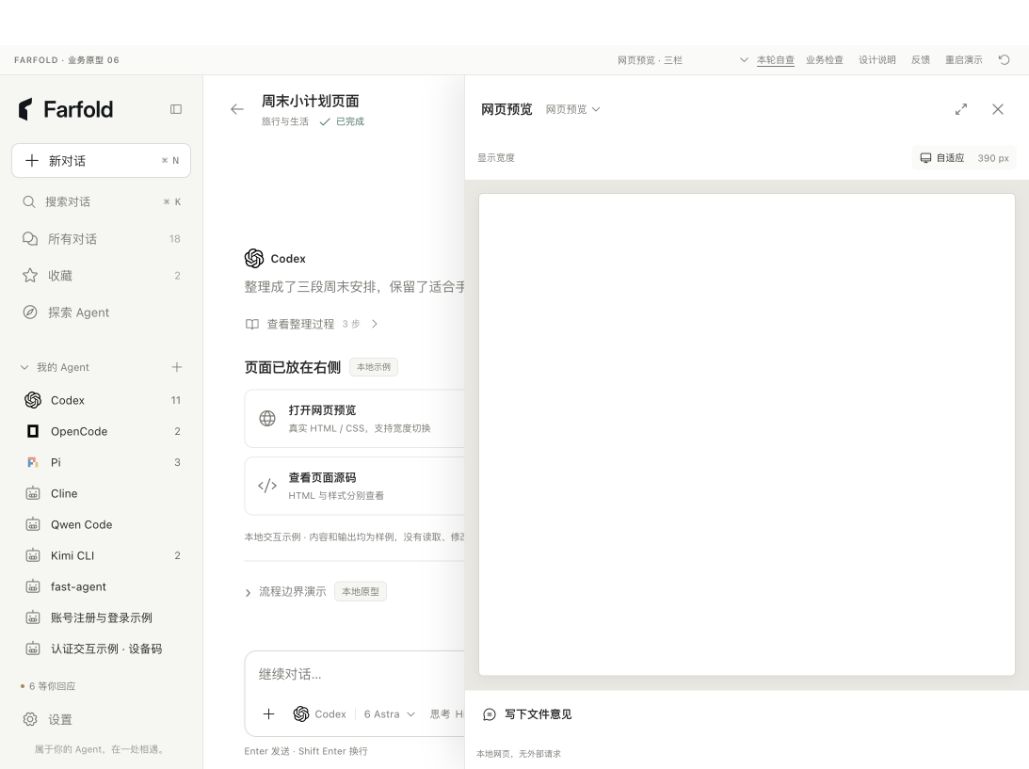 FARFOLD · 业务原型 06
网页预览 · 三栏
本轮自查
业务检查
设计说明
反馈
重启演示
Farfold
新对话
⌘ N
搜索对话
⌘ K
所有对话
18
收藏
2
探索 Agent
我的 Agent
Codex
11
OpenCode
2
Pi
3
Cline
Qwen Code
Kimi CLI
2
fast-agent
账号注册与登录示例
认证交互示例 · 设备码
6 等你回应
设置
属于你的 Agent，在一处相遇。
周末小计划页面
旅行与生活
已完成
Codex
整理成了三段周末安排，保留了适合手
查看整理过程
3 步
页面已放在右侧
本地示例
打开网页预览
真实 HTML / CSS，支持宽度切换
查看页面源码
HTML 与样式分别查看
本地交互示例 · 内容和输出均为样例，没有读取、修改
流程边界演示
本地原型
继续对话...
Codex
6 Astra
思考
Enter 发送 · Shift Enter 换行
网页预览
网页预览
显示宽度
自适应
390 px
写下文件意见
本地网页，无外部请求